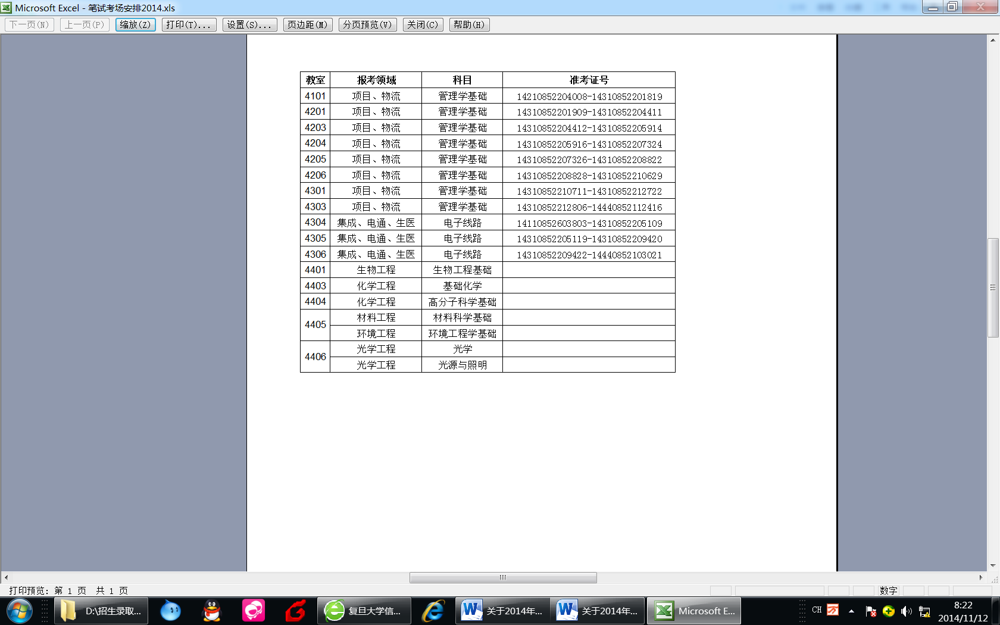 Microsoft Excel - 笔试考场安排2014.xls
下一页(N) 上一页(P) 缩放(Z) 打印(T)... 设置(S)... 页边距(M) 分页预览(V) 关闭(C) 帮助(H)
教室 报考领域 科目 准考证号
4101 项目、物流 管理学基础 14210852204008-14310852201819
4201 项目、物流 管理学基础 14310852201909-14310852204411
4203 项目、物流 管理学基础 14310852204412-14310852205914
4204 项目、物流 管理学基础 14310852205916-14310852207324
4205 项目、物流 管理学基础 14310852207326-14310852208822
4206 项目、物流 管理学基础 14310852208828-14310852210629
4301 项目、物流 管理学基础 14310852210711-14310852212722
4303 项目、物流 管理学基础 14310852212806-14440852112416
4304 集成、电通、生医 电子线路 14110852603803-14310852205109
4305 集成、电通、生医 电子线路 14310852205119-14310852209420
4306 集成、电通、生医 电子线路 14310852209422-14440852103021
4401 生物工程 生物工程基础
4403 化学工程 基础化学
4404 化学工程 高分子科学基础
4405 材料工程 材料科学基础
环境工程 环境工程学基础
4406 光学工程 光学
光学工程 光源与照明
打印预览: 第 1 页 共 1 页 数字
D:\招生录取... 复旦大学信... 关于2014年... 关于2014年... Microsoft E... CH 8:22
2014/11/12